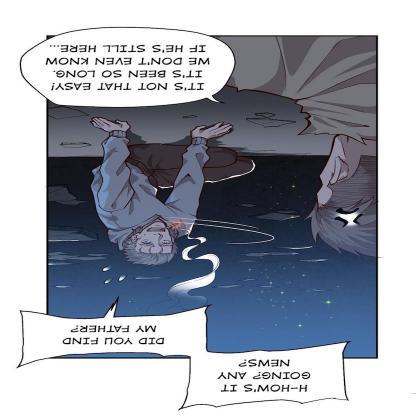 H-HOW'S IT
GOING? ANY
NEWS?
DID YOU FIND
MY FATHER?
IT'S NOT THAT EASY!
IT'S BEEN SO LONG.
WE DON'T EVEN KNOW
IF HE'S STILL HERE...